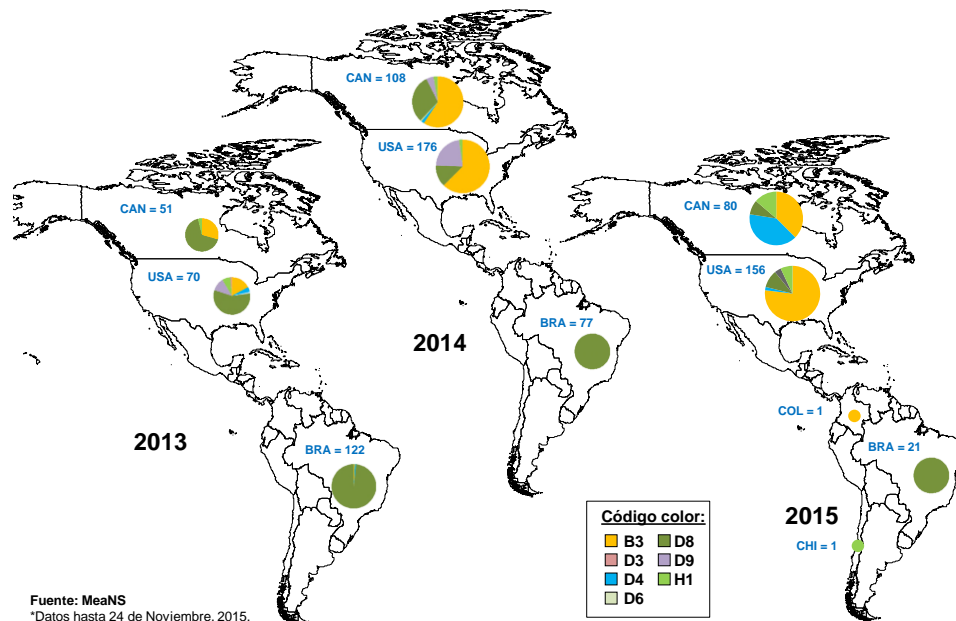 CAN = 108
USA = 176
BRA = 77
2014
CAN = 51
USA = 70
BRA = 122
2013
CAN = 80
USA = 156
COL = 1
BRA = 21
CHI = 1
2015
Código color:
B3 D8
D3 D9
D4 H1
D6
Fuente: MeaNS
*Datos hasta 24 de Noviembre, 2015.